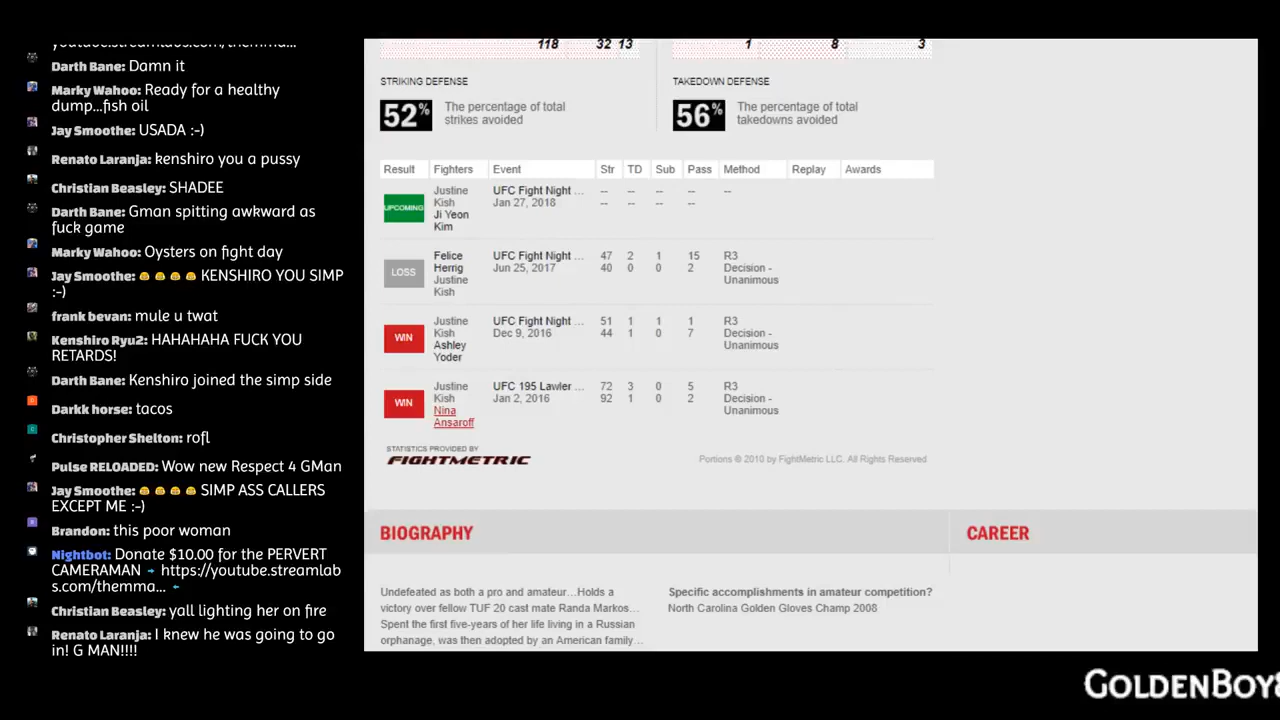 youtube.streamlabs.com/themma...
Darth Bane: Damn it
Marky Wahoo: Ready for a healthy
dump...fish oil
Jay Smoothe: USADA :-)
Renato Laranja: kenshiro you a pussy
Christian Beasley: SHADEE
Darth Bane: Gman spitting awkward as
fuck game
Marky Wahoo: Oysters on fight day
Jay Smoothe: KENSHIRO YOU SIMP
:-)
frank bevan: mule u twat
Kenshiro Ryu2: HAHAHAHA FUCK YOU
RETARDS!
Darth Bane: Kenshiro joined the simp side
Darkk horse: tacos
Christopher Shelton: rofl
Pulse RELOADED: Wow new Respect 4 GMan
Jay Smoothe: SIMP ASS CALLERS
EXCEPT ME :-)
Brandon: this poor woman
Nightbot: Donate $10.00 for the PERVERT
CAMERAMAN https://youtube.streamlab
s.com/themma...
Christian Beasley: yall lighting her on fire
Renato Laranja: I knew he was going to go
in! G MAN!!!!
118 32 13
1 8 3
STRIKING DEFENSE
52% The percentage of total
strikes avoided
TAKEDOWN DEFENSE
56% The percentage of total
takedowns avoided
Result Fighters Event Str TD Sub Pass Method Replay Awards
UPCOMING
Justine
Kish
Ji Yeon
Kim
UFC Fight Night ...
Jan 27, 2018
-- -- -- -- --
-- -- -- --
LOSS
Felice
Herrig
Justine
Kish
UFC Fight Night ...
Jun 25, 2017
47 2 1 15
40 0 0 2
R3
Decision -
Unanimous
WIN
Justine
Kish
Ashley
Yoder
UFC Fight Night ...
Dec 9, 2016
51 1 1 1
44 1 0 7
R3
Decision -
Unanimous
WIN
Justine
Kish
Nina
Ansaroff
UFC 195 Lawler ...
Jan 2, 2016
72 3 0 5
92 1 0 2
R3
Decision -
Unanimous
STATISTICS PROVIDED BY
FIGHTMETRIC
Portions © 2010 by FightMetric LLC. All Rights Reserved
BIOGRAPHY
CAREER
Undefeated as both a pro and amateur...Holds a
victory over fellow TUF 20 cast mate Randa Markos...
Spent the first five-years of her life living in a Russian
orphanage, was then adopted by an American family...
Specific accomplishments in amateur competition?
North Carolina Golden Gloves Champ 2008
GOLDENBOY